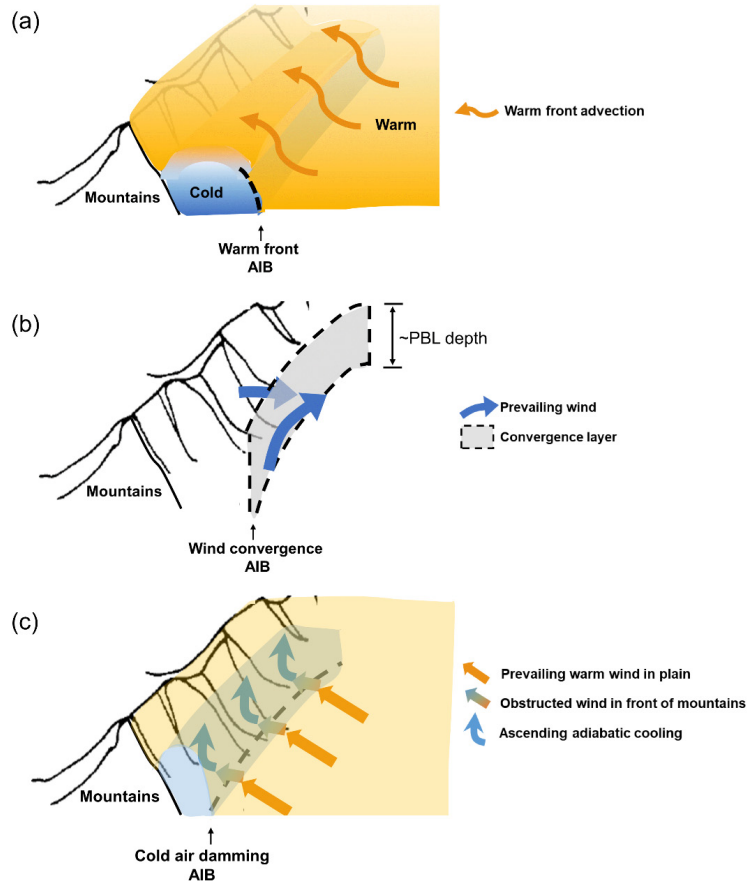 (a)
Warm
Warm front advection
Cold
Mountains
Warm front
AIB
(b)
~PBL depth
Prevailing wind
Convergence layer
Mountains
Wind convergence
AIB
(c)
Prevailing warm wind in plain
Obstructed wind in front of mountains
Ascending adiabatic cooling
Mountains
Cold air damming
AIB